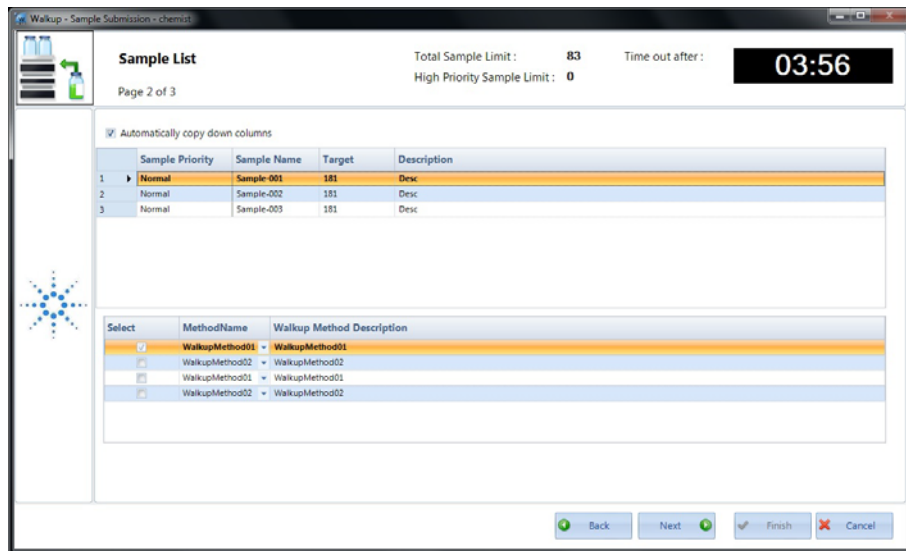 Walkup - Sample Submission - chemist
Sample List
Total Sample Limit : 83 Time out after : 03:56
High Priority Sample Limit : 0
Page 2 of 3
Automatically copy down columns
Sample Priority Sample Name Target Description
1 Normal Sample-001 181 Desc
2 Normal Sample-002 181 Desc
3 Normal Sample-003 181 Desc
Select MethodName Walkup Method Description
WalkupMethod01 WalkupMethod01
WalkupMethod02 WalkupMethod02
WalkupMethod01 WalkupMethod01
WalkupMethod02 WalkupMethod02
Back Next Finish Cancel